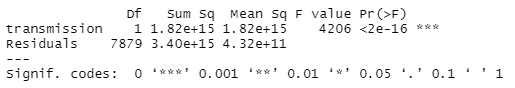 Df Sum Sq Mean Sq F value Pr(>F)
transmission 1 1.82e+15 1.82e+15 4206 <2e-16 ***
Residuals 7879 3.40e+15 4.32e+11
---
Signif. codes: 0 ‘***’ 0.001 ‘**’ 0.01 ‘*’ 0.05 ‘.’ 0.1 ‘ ’ 1